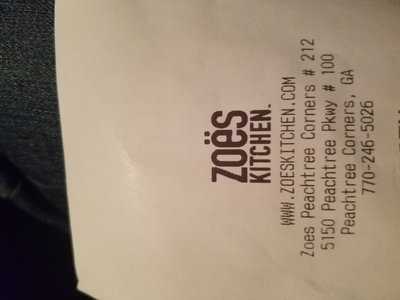 zoës
KITCHEN.
WWW.ZOESKITCHEN.COM
Zoes Peachtree Corners # 212
5150 Peachtree Pkwy # 100
Peachtree Corners, GA
770-246-5026